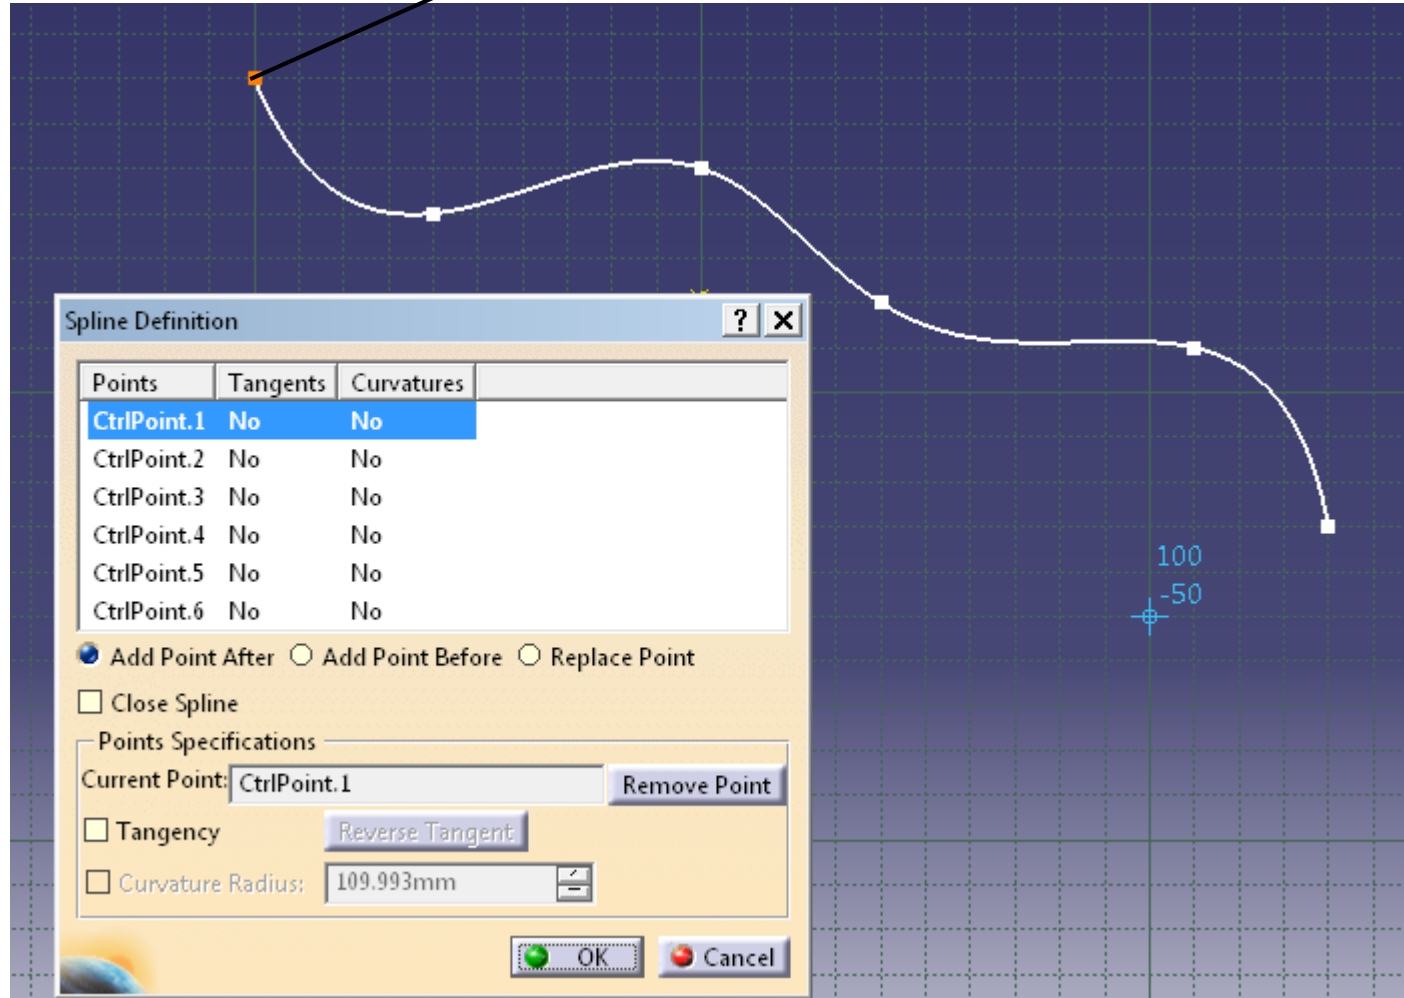 Spline Definition
?
Points Tangents Curvatures
CtrlPoint.1 No No
CtrlPoint.2 No No
CtrlPoint.3 No No
CtrlPoint.4 No No
CtrlPoint.5 No No
CtrlPoint.6 No No
Add Point After Add Point Before Replace Point
Close Spline
Points Specifications
Current Point: CtrlPoint.1 Remove Point
Tangency Reverse Tangent
Curvature Radius: 109.993mm
OK Cancel
100
-50